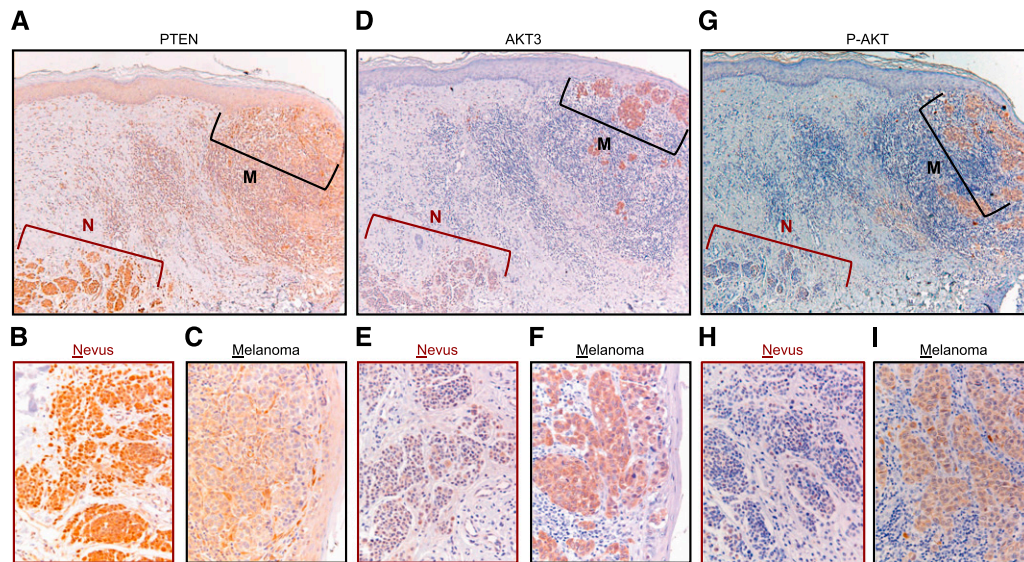 A
PTEN
M
N
D
AKT3
M
N
G
P-AKT
M
N
B
Nevus
C
Melanoma
E
Nevus
F
Melanoma
H
Nevus
I
Melanoma